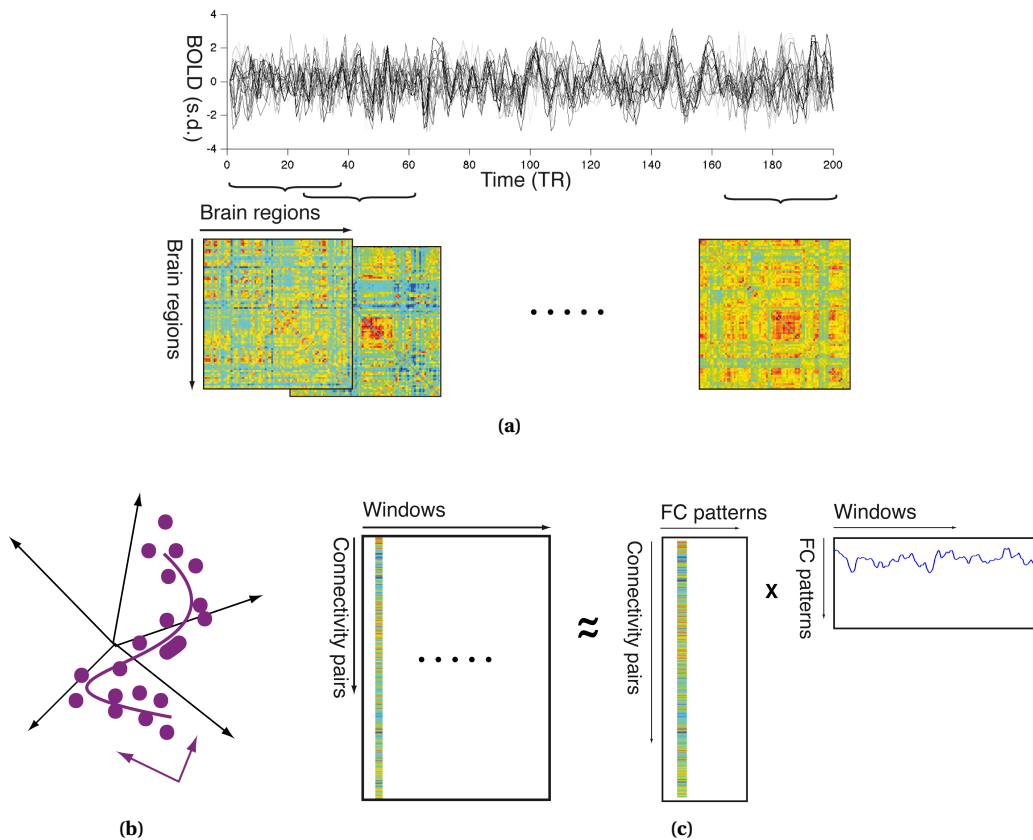 BOLD (s.d.)
4
2
0
-2
-4
0 20 40 60 80 100 120 140 160 180 200
Time (TR)
Brain regions
Brain regions
(a)
Windows
Connectivity pairs
≈
FC patterns
Connectivity pairs
x
Windows
FC patterns
(b)
(c)